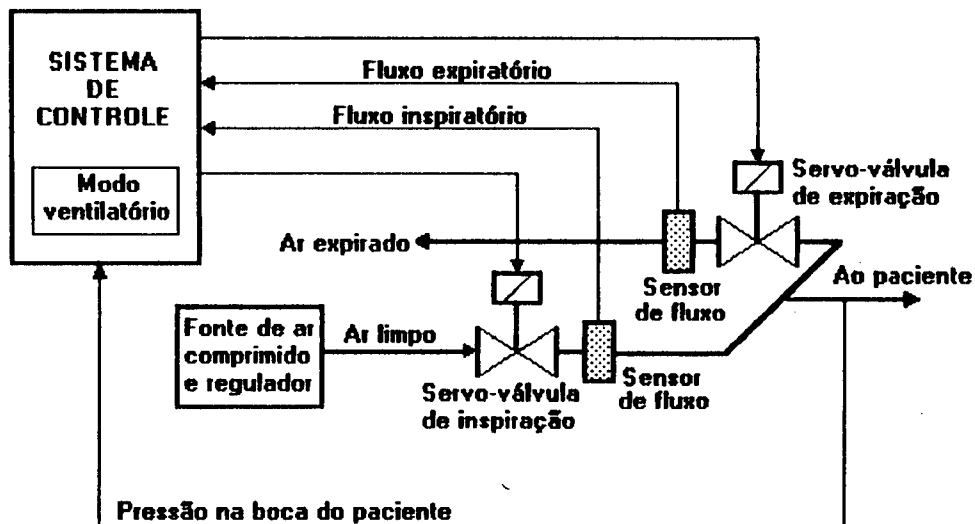 SISTEMA
DE
CONTROLE
Modo
ventilatório
Fluxo expiratório
Fluxo inspiratório
Servo-válvula
de expiração
Ar expirado
Sensor
de fluxo
Ao paciente
Fonte de ar
comprimido
e regulador
Ar limpo
Servo-válvula
de inspiração
Sensor
de fluxo
Pressão na boca do paciente